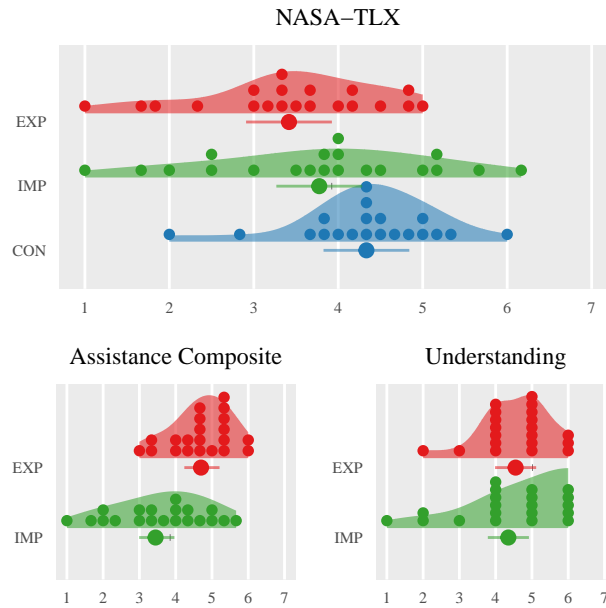 NASA–TLX
EXP
IMP
CON
1 2 3 4 5 6 7
Assistance Composite Understanding
EXP EXP
IMP IMP
1 2 3 4 5 6 7 1 2 3 4 5 6 7